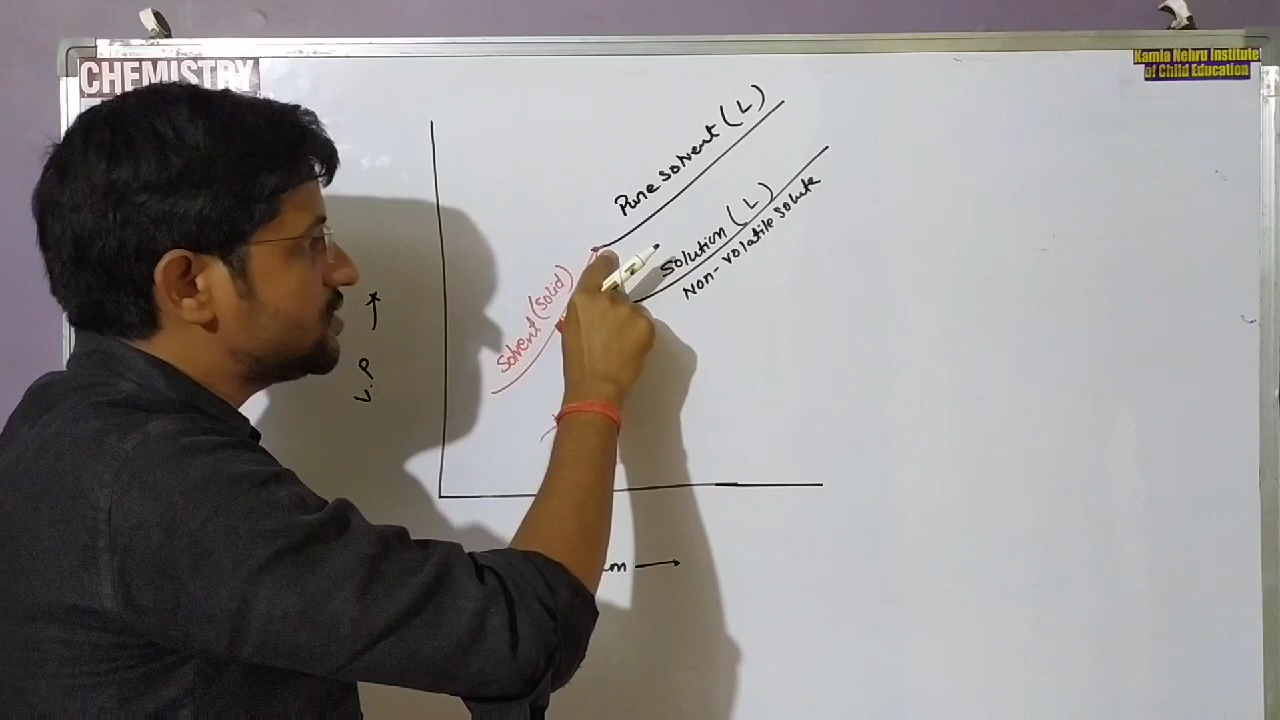 CHEMISTRY
Kamla Nehru Institute
of Child Education
Pure solvent (L)
Solution (L)
Non-volatile solute
Solvent (solid)
V.P